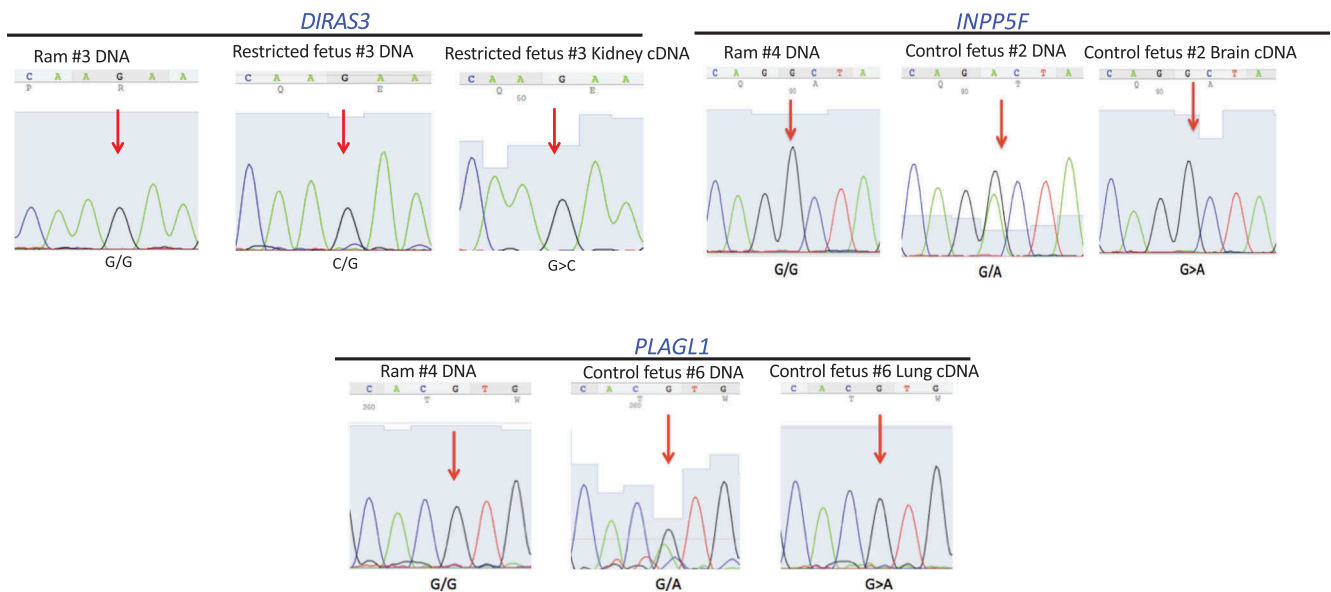 DIRAS3
Ram #3 DNA
C A A G A A
P R
G/G
Restricted fetus #3 DNA
C A A G A A
Q E
C/G
Restricted fetus #3 Kidney cDNA
C A A G A A
Q E
50
G>C
INPP5F
Ram #4 DNA
C A G G C T A
Q A
90
G/G
Control fetus #2 DNA
C A G A C T A
Q T
90
G/A
Control fetus #2 Brain cDNA
C A G G C T A
Q A
90
G>A
PLAGL1
Ram #4 DNA
C A C G T G
T W
260
G/G
Control fetus #6 DNA
C A C G T G
T W
260
G/A
Control fetus #6 Lung cDNA
C A C G T G
T W
G>A